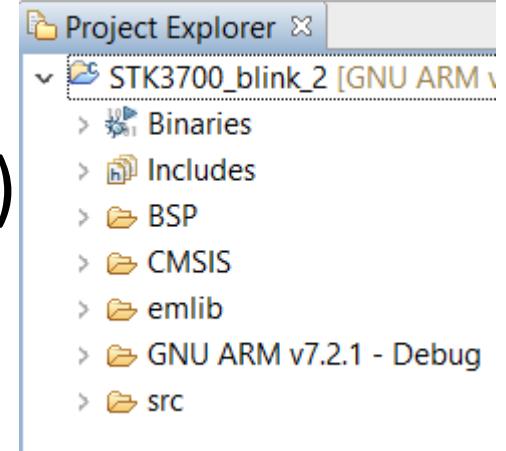 Project Explorer
STK3700_blink_2 [GNU ARM v
Binaries
Includes
)
BSP
CMSIS
emlib
GNU ARM v7.2.1 - Debug
src